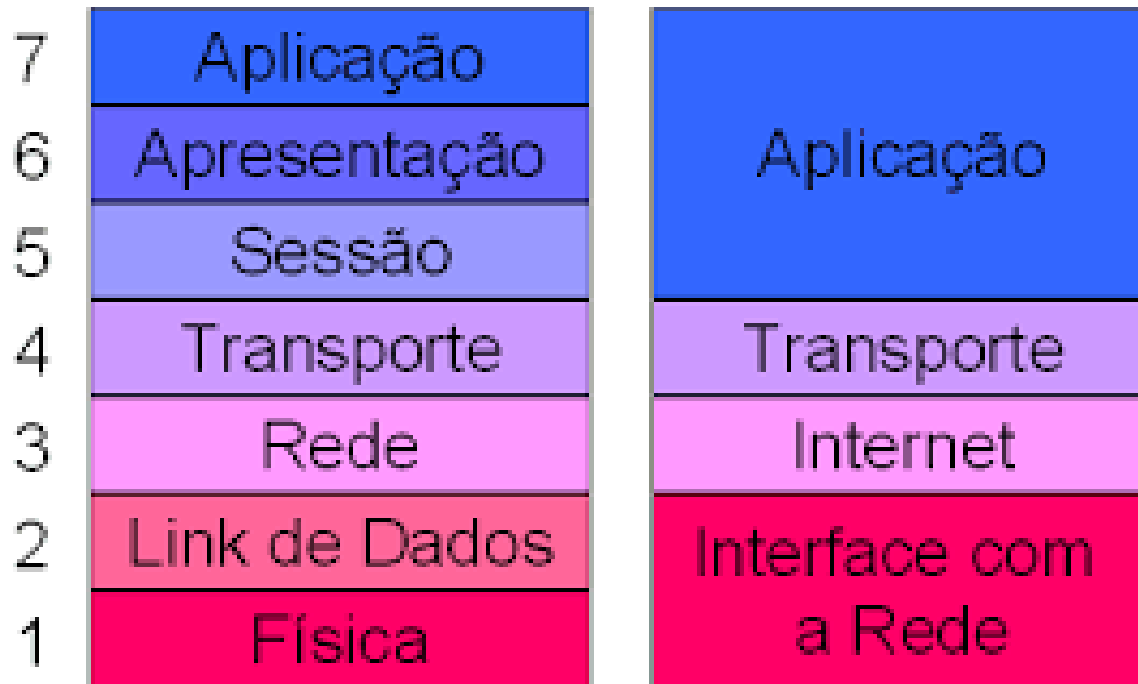 7 Aplicação
6 Apresentação
5 Sessão
4 Transporte
3 Rede
2 Link de Dados
1 Física
Aplicação
Transporte
Internet
Interface com
a Rede